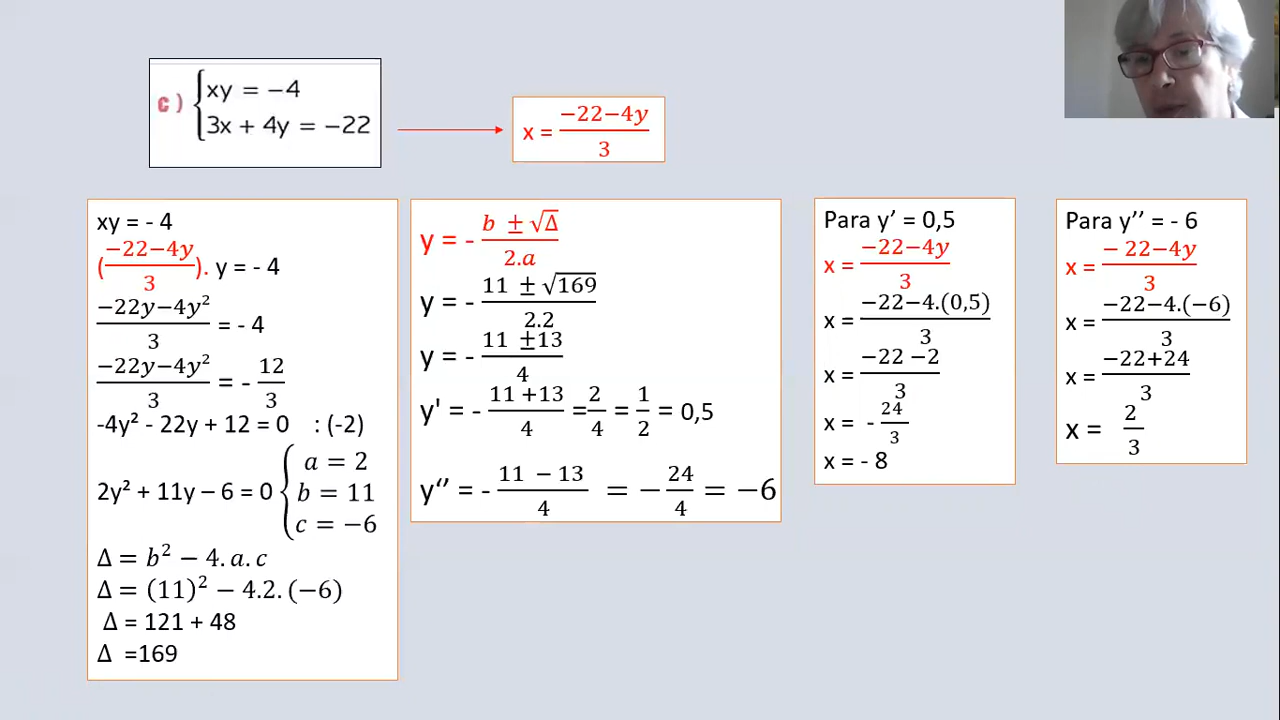 c) { xy = −4
3x + 4y = −22
x = (−22−4y)/3
xy = - 4
((−22−4y)/3). y = - 4
(−22y−4y²)/3 = - 4
(−22y−4y²)/3 = - 12/3
-4y² - 22y + 12 = 0 : (-2)
2y² + 11y – 6 = 0 { a = 2
b = 11
c = −6
Δ = b² − 4. a. c
Δ = (11)² − 4.2. (−6)
Δ = 121 + 48
Δ =169
y = - (b ± √Δ)/2.a
y = - (11 ± √169)/2.2
y = - (11 ±13)/4
y' = - (11 +13)/4 = 2/4 = 1/2 = 0,5
y‘’ = - (11 − 13)/4 = − 24/4 = −6
Para y’ = 0,5
x = (−22−4y)/3
x = (−22−4.(0,5))/3
x = (−22 −2)/3
x = - 24/3
x = - 8
Para y’’ = - 6
x = (− 22−4y)/3
x = (−22−4.(−6))/3
x = (−22+24)/3
x = 2/3